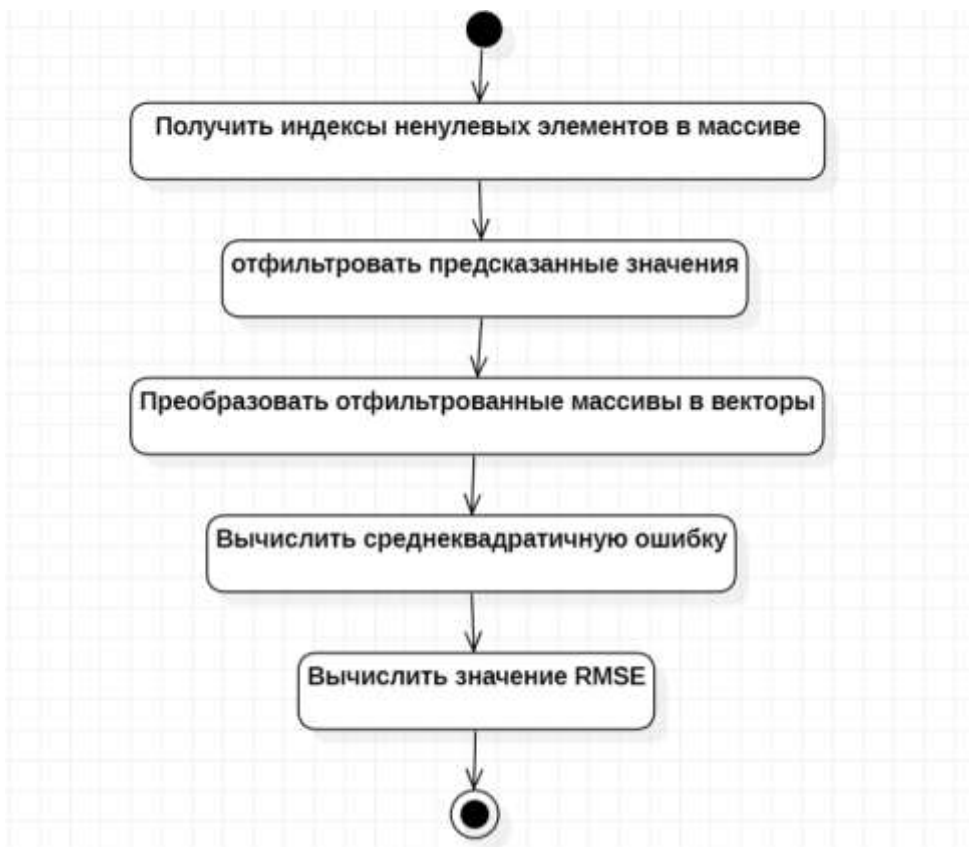 Получить индексы ненулевых элементов в массиве
отфильтровать предсказанные значения
Преобразовать отфильтрованные массивы в векторы
Вычислить среднеквадратичную ошибку
Вычислить значение RMSE